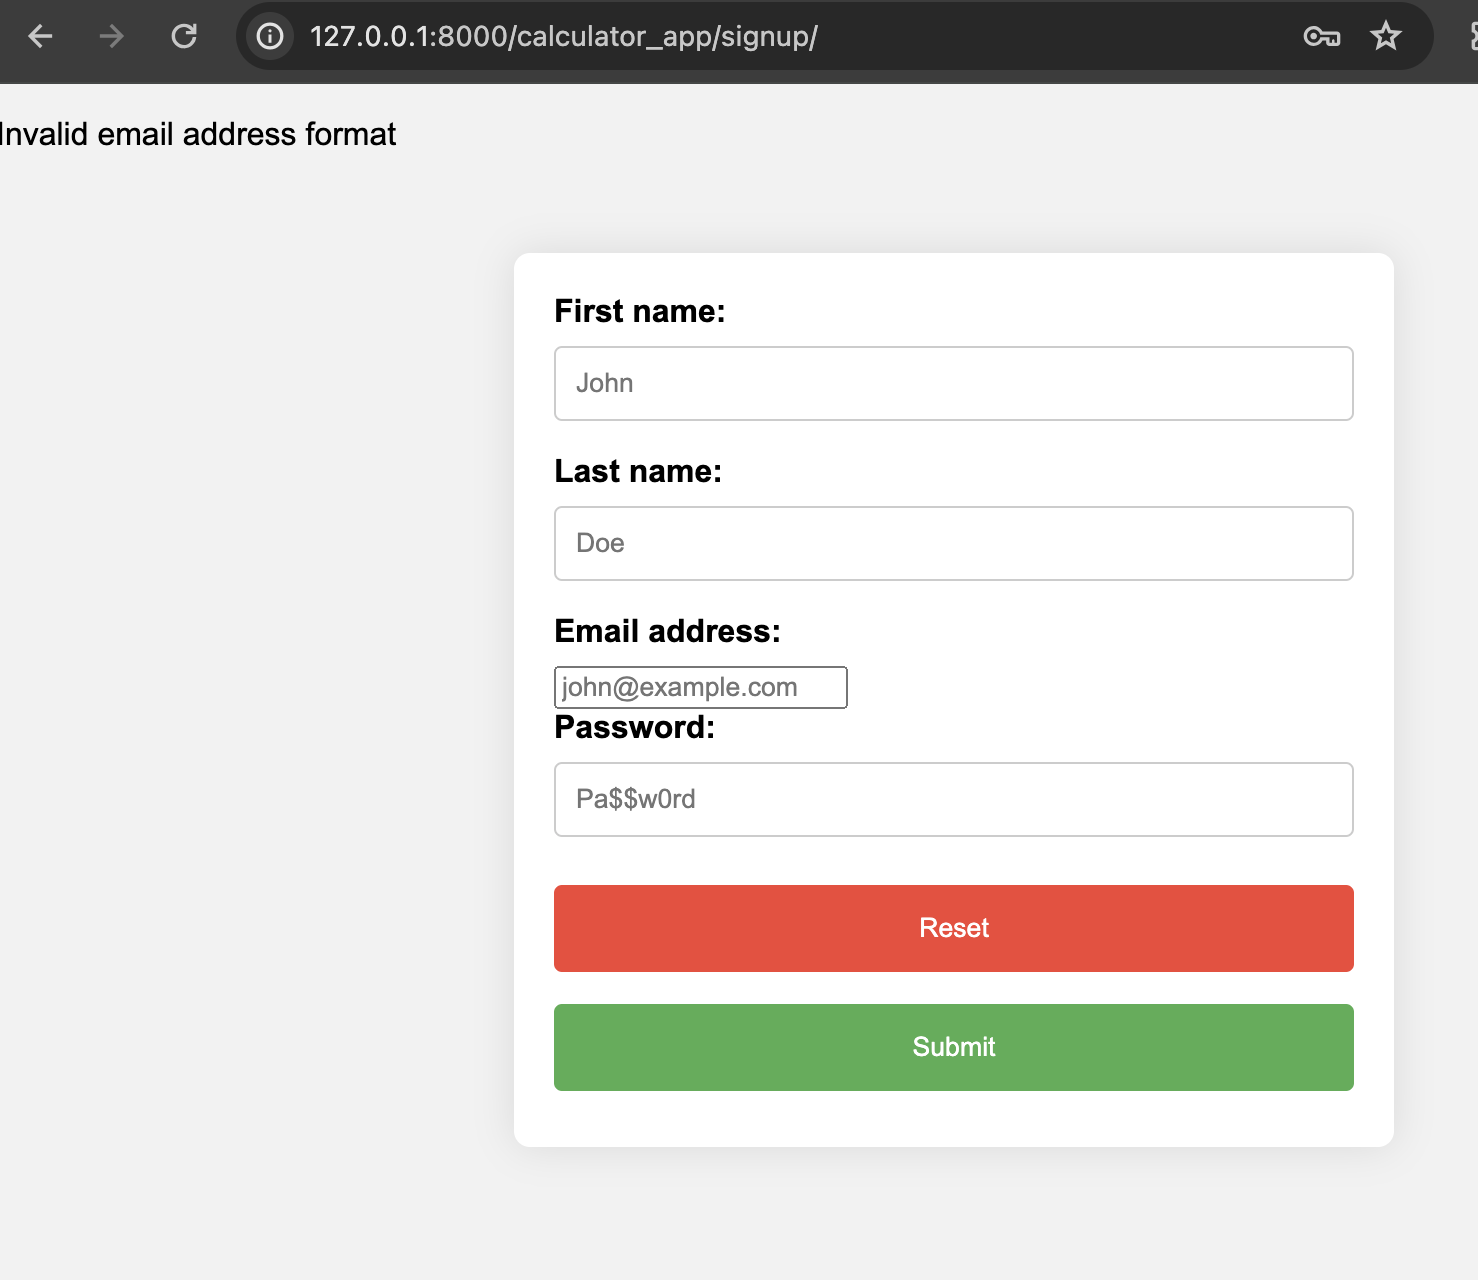 127.0.0.1:8000/calculator_app/signup/
Invalid email address format
First name:
John
Last name:
Doe
Email address:
john@example.com
Password:
Pa$$w0rd
Reset
Submit